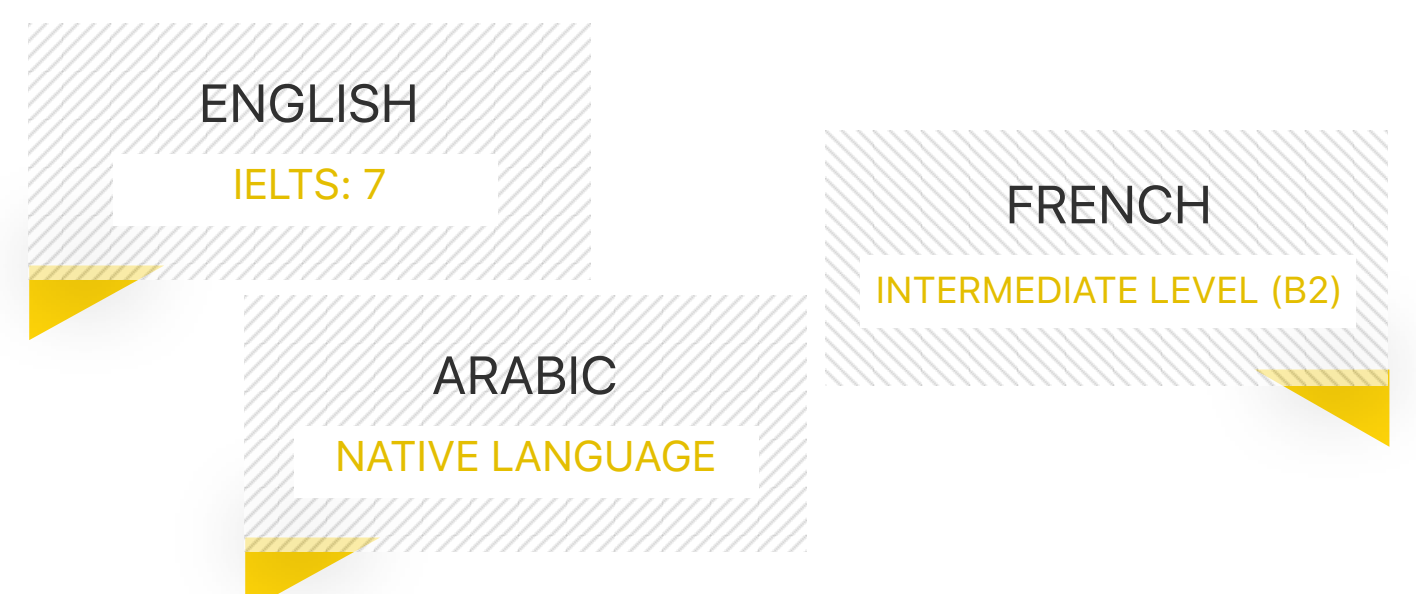 ENGLISH
IELTS: 7
ARABIC
NATIVE LANGUAGE
FRENCH
INTERMEDIATE LEVEL (B2)